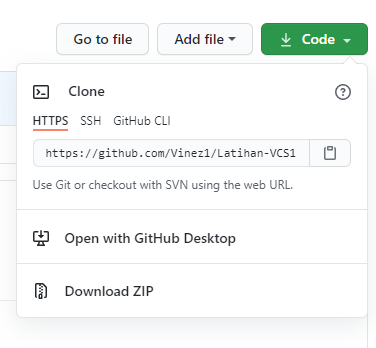 Go to file Add file Code
Clone
HTTPS SSH GitHub CLI
https://github.com/Vinez1/Latihan-VCS1
Use Git or checkout with SVN using the web URL.
Open with GitHub Desktop
Download ZIP